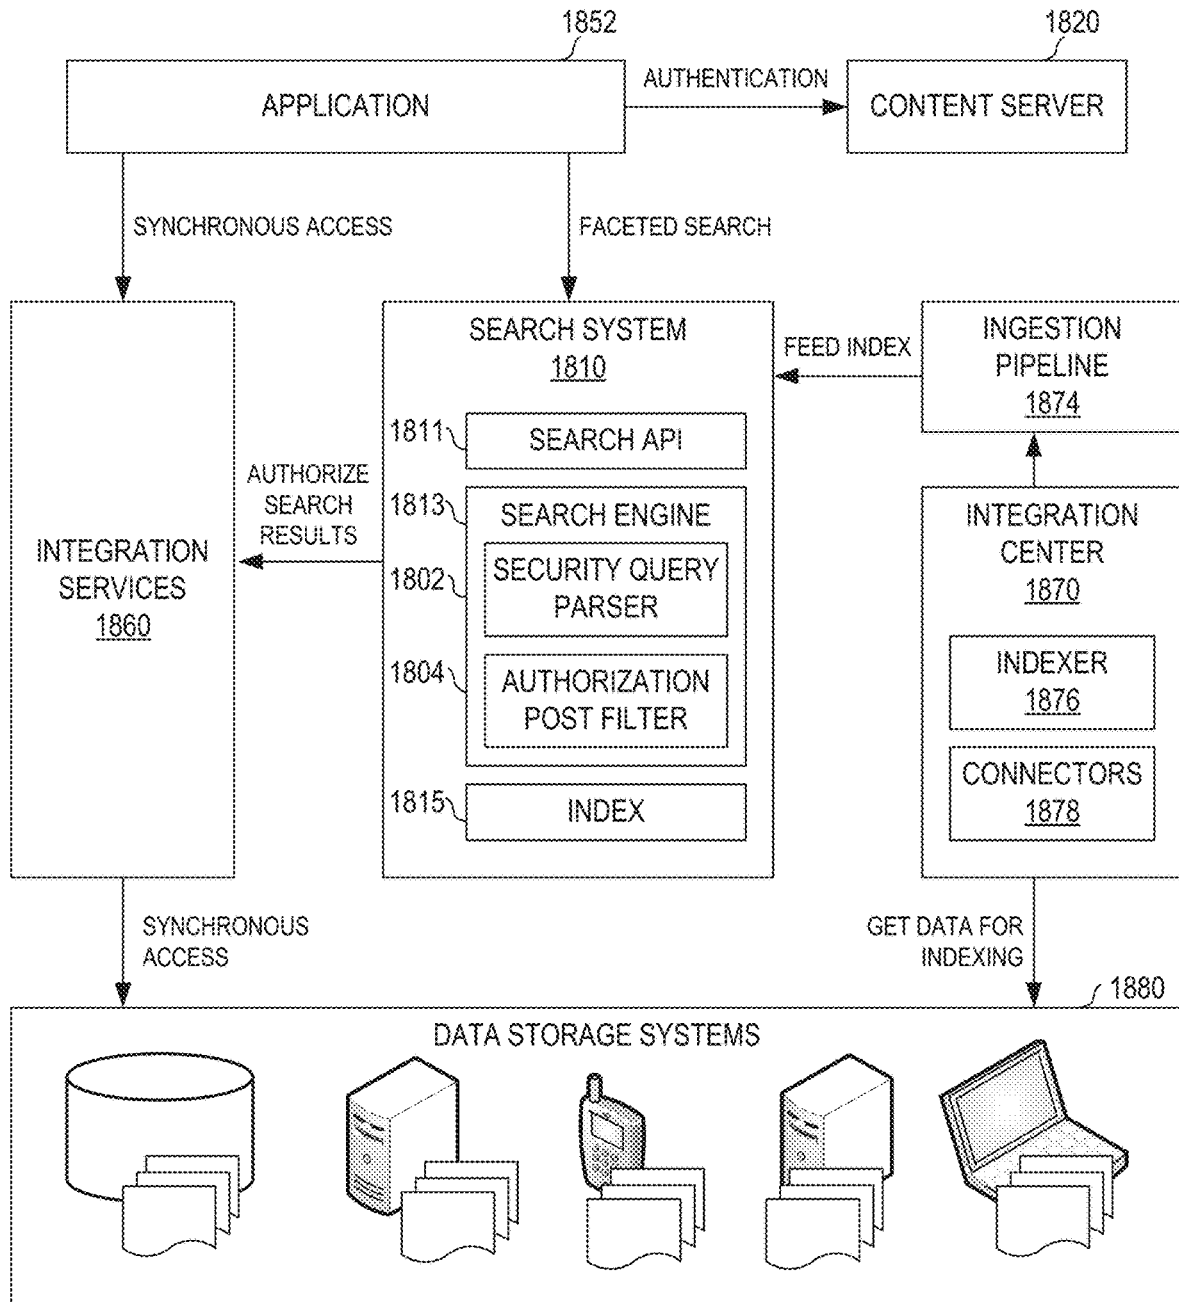 1852
1820
APPLICATION
AUTHENTICATION
CONTENT SERVER
SYNCHRONOUS ACCESS
FACETED SEARCH
SEARCH SYSTEM
1810
FEED INDEX
INGESTION
PIPELINE
1874
1811
SEARCH API
AUTHORIZE
SEARCH
RESULTS
1813
SEARCH ENGINE
1802
SECURITY QUERY
PARSER
1804
AUTHORIZATION
POST FILTER
1815
INDEX
INTEGRATION
SERVICES
1860
INTEGRATION
CENTER
1870
INDEXER
1876
CONNECTORS
1878
SYNCHRONOUS
ACCESS
GET DATA FOR
INDEXING
1880
DATA STORAGE SYSTEMS